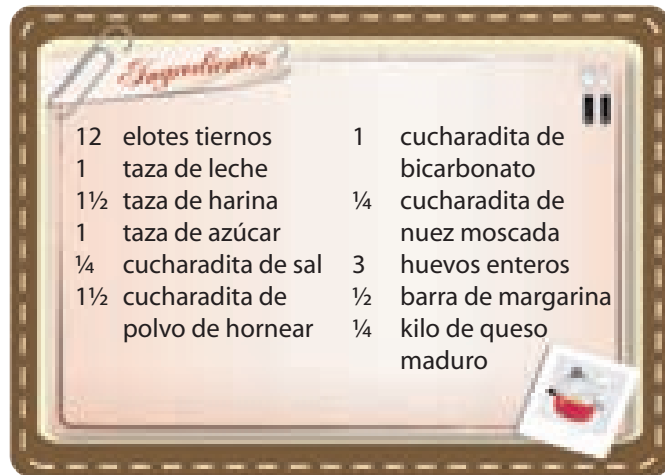 Ingredientes
12 elotes tiernos
1 taza de leche
1½ taza de harina
1 taza de azúcar
¼ cucharadita de sal
1½ cucharadita de
polvo de hornear
1 cucharadita de
bicarbonato
¼ cucharadita de
nuez moscada
3 huevos enteros
½ barra de margarina
¼ kilo de queso
maduro